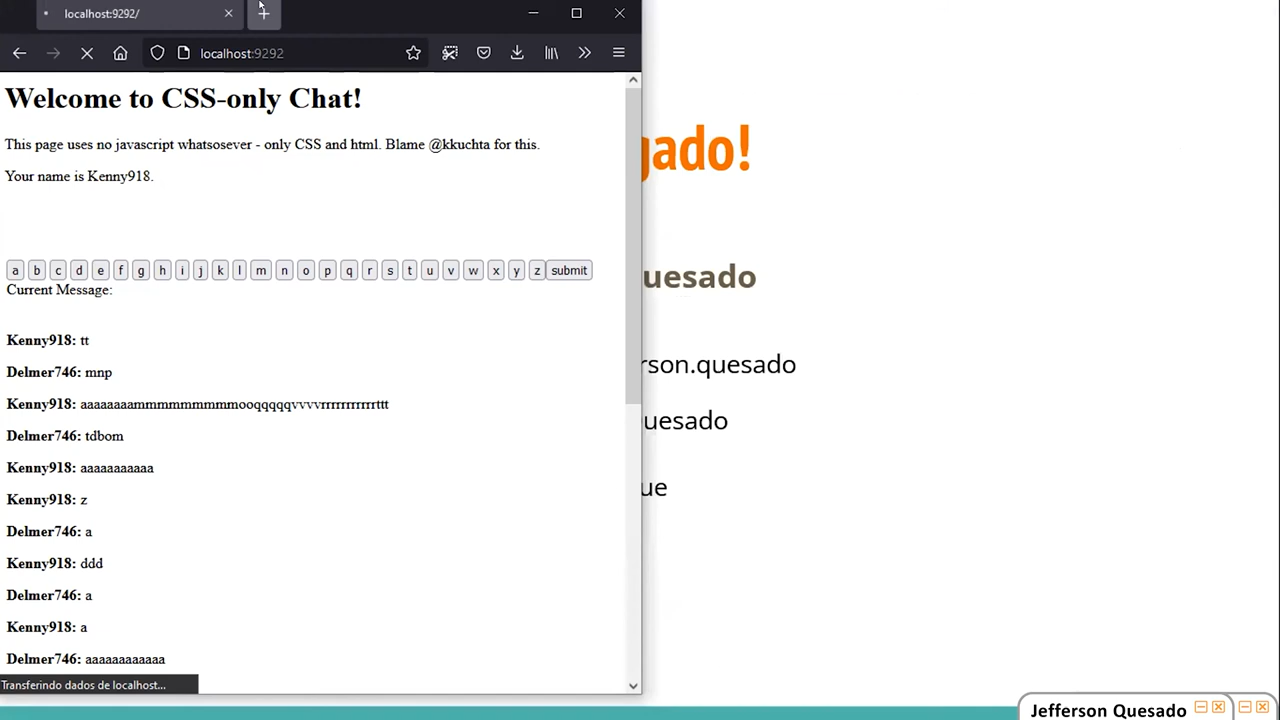 localhost:9292/
localhost:9292
Welcome to CSS-only Chat!
This page uses no javascript whatsosever - only CSS and html. Blame @kkuchta for this.
Your name is Kenny918.
a b c d e f g h i j k l m n o p q r s t u v w x y z submit
Current Message:
Kenny918: tt
Delmer746: mnp
Kenny918: aaaaaaaammmmmmmmmooqqqqqvvvvrrrrrrrrrrrttt
Delmer746: tdbom
Kenny918: aaaaaaaaaaa
Kenny918: z
Delmer746: a
Kenny918: ddd
Delmer746: a
Kenny918: a
Delmer746: aaaaaaaaaaaa
Transferindo dados de localhost...
gado!
uesado
rson.quesado
uesado
ue
Jefferson Quesado